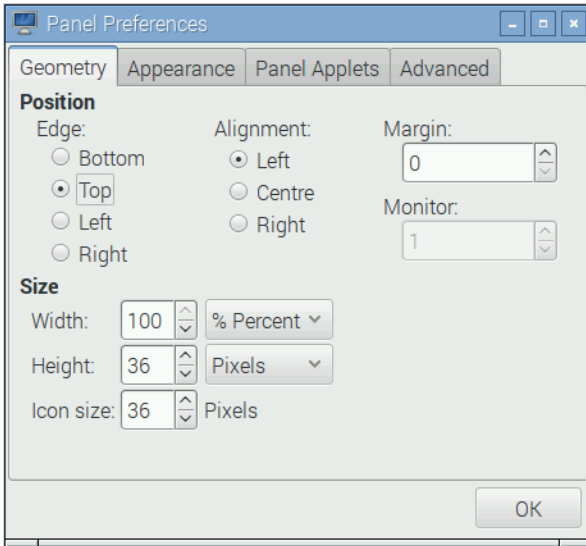 Panel Preferences
Geometry Appearance Panel Applets Advanced
Position
Edge: Alignment: Margin:
Bottom Left 0
Top Centre
Left Right Monitor:
Right 1
Size
Width: 100 % Percent
Height: 36 Pixels
Icon size: 36 Pixels
OK